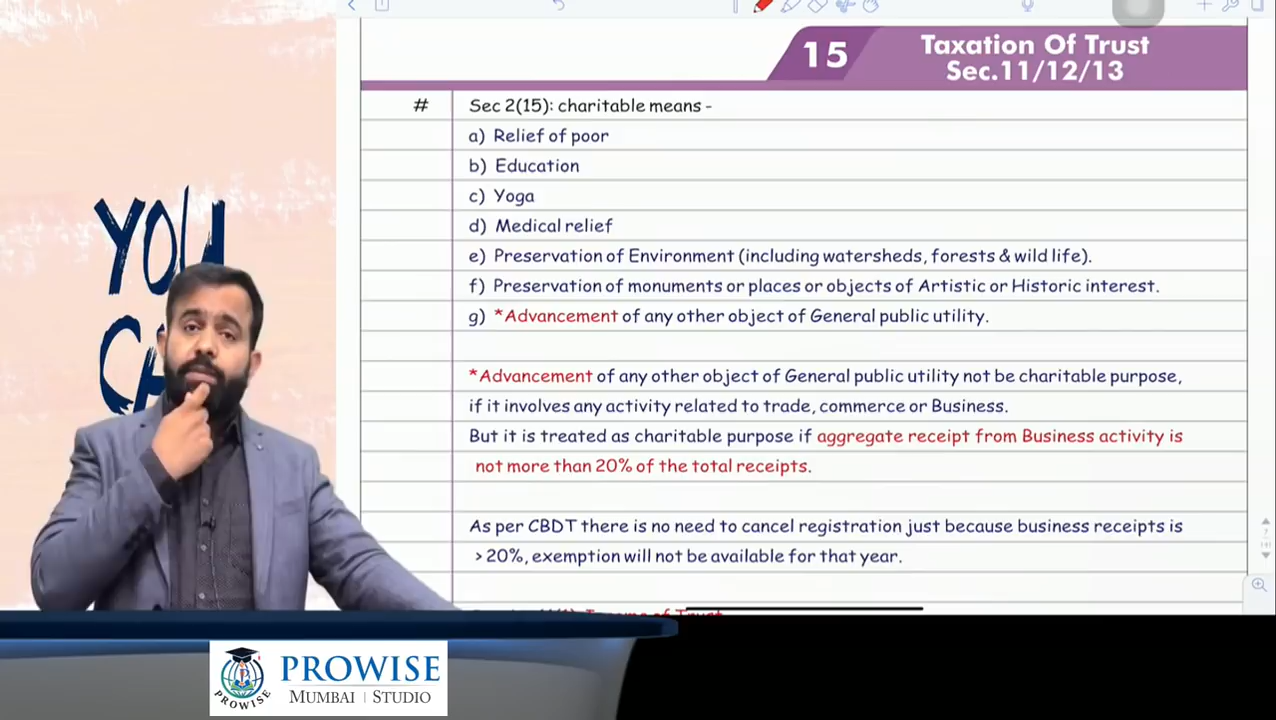 YOU
15
Taxation Of Trust
Sec.11/12/13
# Sec 2(15): charitable means -
a) Relief of poor
b) Education
c) Yoga
d) Medical relief
e) Preservation of Environment (including watersheds, forests & wild life).
f) Preservation of monuments or places or objects of Artistic or Historic interest.
g) *Advancement of any other object of General public utility.
*Advancement of any other object of General public utility not be charitable purpose,
if it involves any activity related to trade, commerce or Business.
But it is treated as charitable purpose if aggregate receipt from Business activity is
not more than 20% of the total receipts.
As per CBDT there is no need to cancel registration just because business receipts is
> 20%, exemption will not be available for that year.
PROWISE
PROWISE
MUMBAI | STUDIO